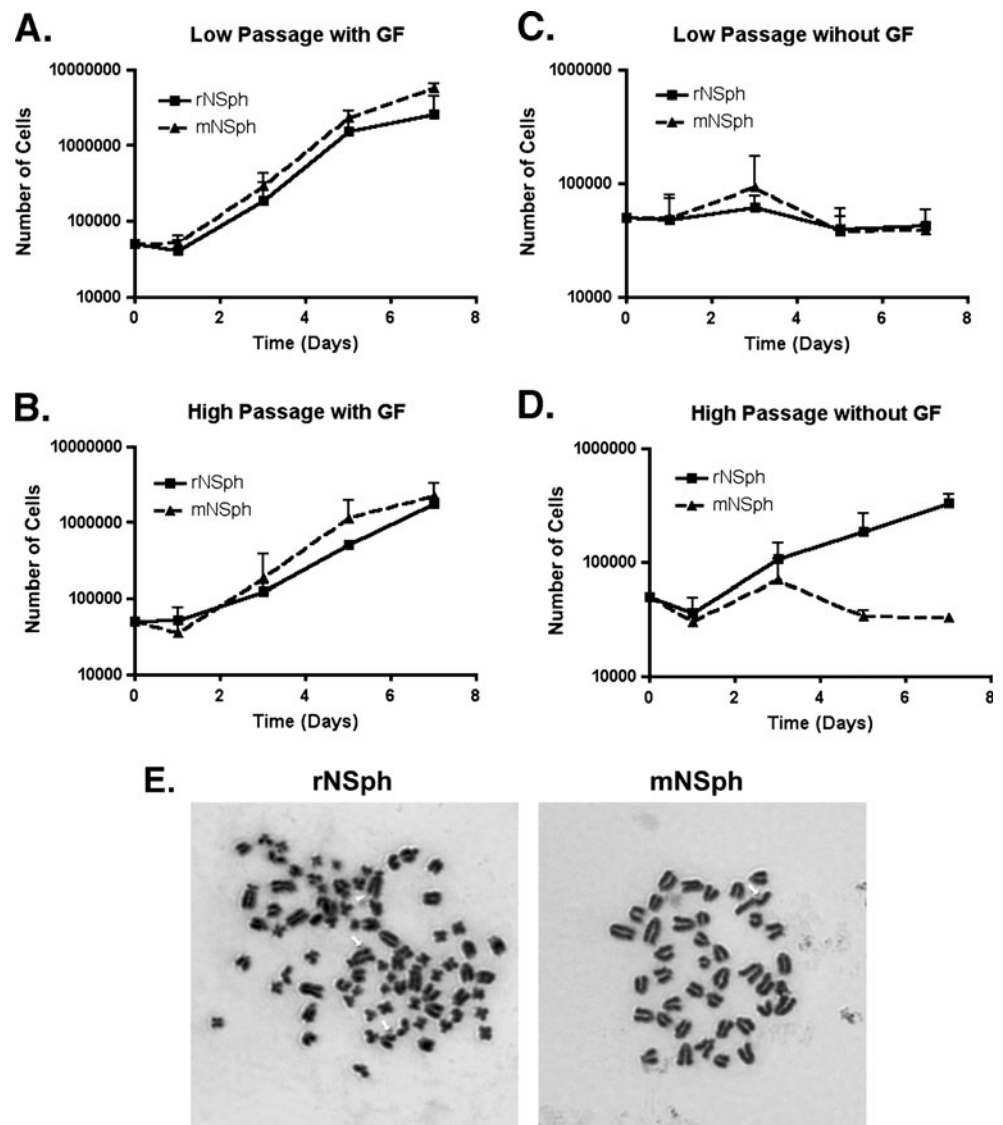 A.
Low Passage with GF
10000000
1000000
100000
10000
Number of Cells
rNSph
mNSph
0 2 4 6 8
Time (Days)
C.
Low Passage wihout GF
1000000
100000
10000
Number of Cells
rNSph
mNSph
0 2 4 6 8
Time (Days)
B.
High Passage with GF
10000000
1000000
100000
10000
Number of Cells
rNSph
mNSph
0 2 4 6 8
Time (Days)
D.
High Passage without GF
1000000
100000
10000
Number of Cells
rNSph
mNSph
0 2 4 6 8
Time (Days)
E.
rNSph
mNSph